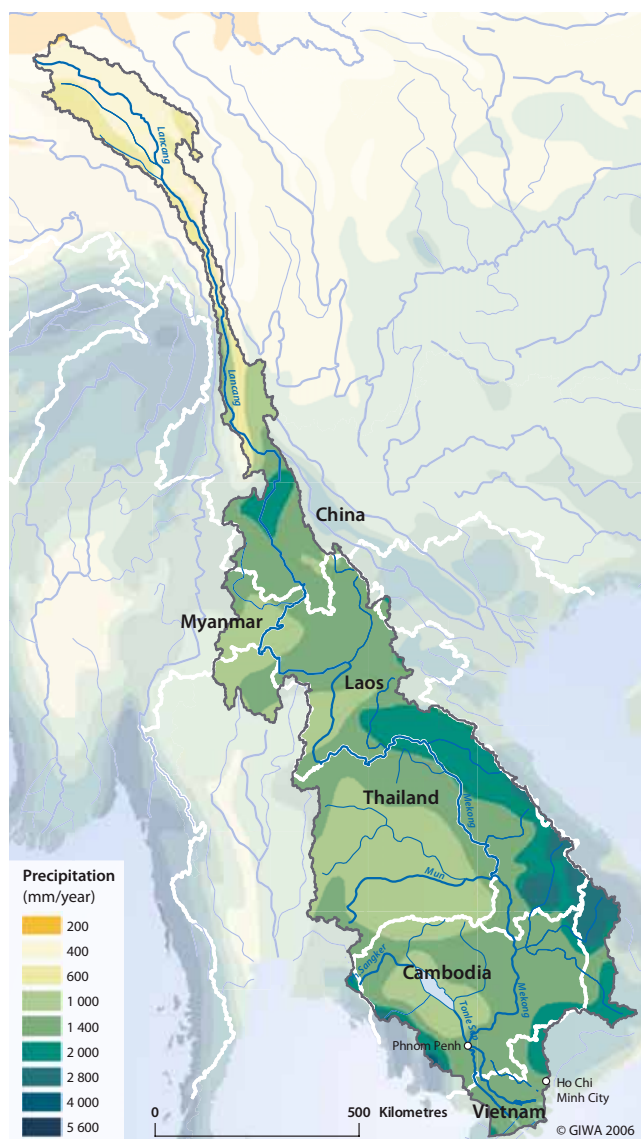 Lancang
Lancang
China
Myanmar
Laos
Thailand
Mekong
Mun
Sangker
Cambodia
Tonle Sap
Mekong
Phnom Penh
Ho Chi
Minh City
Vietnam
Precipitation
(mm/year)
200
400
600
1 000
1 400
2 000
2 800
4 000
5 600
0
500 Kilometres
© GIWA 2006